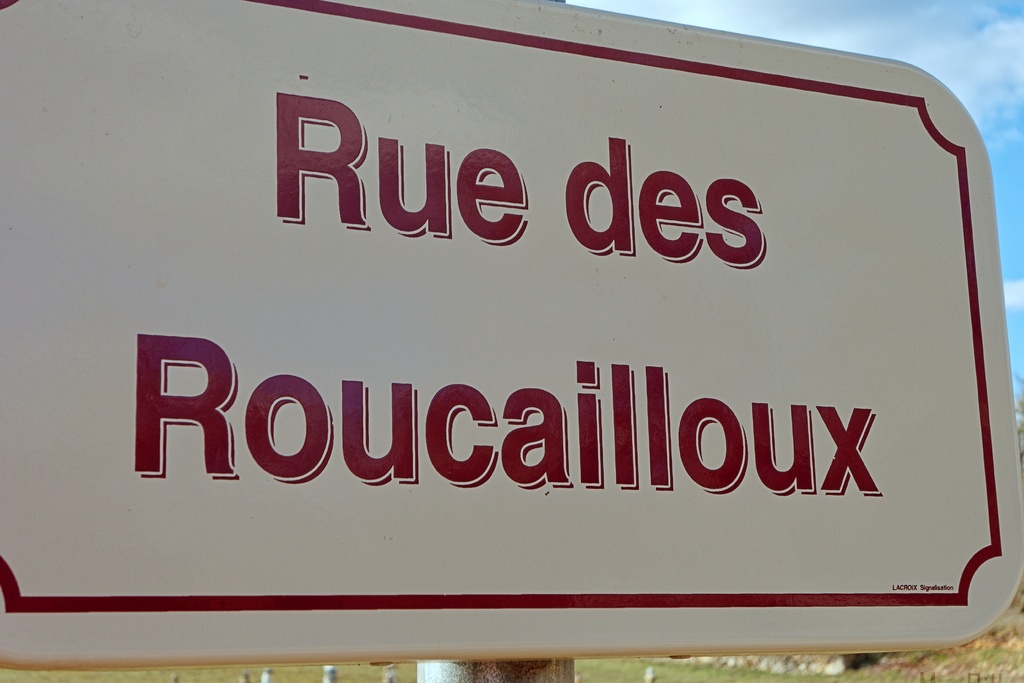 Rue des
Roucailloux
LACROIX Signalisation